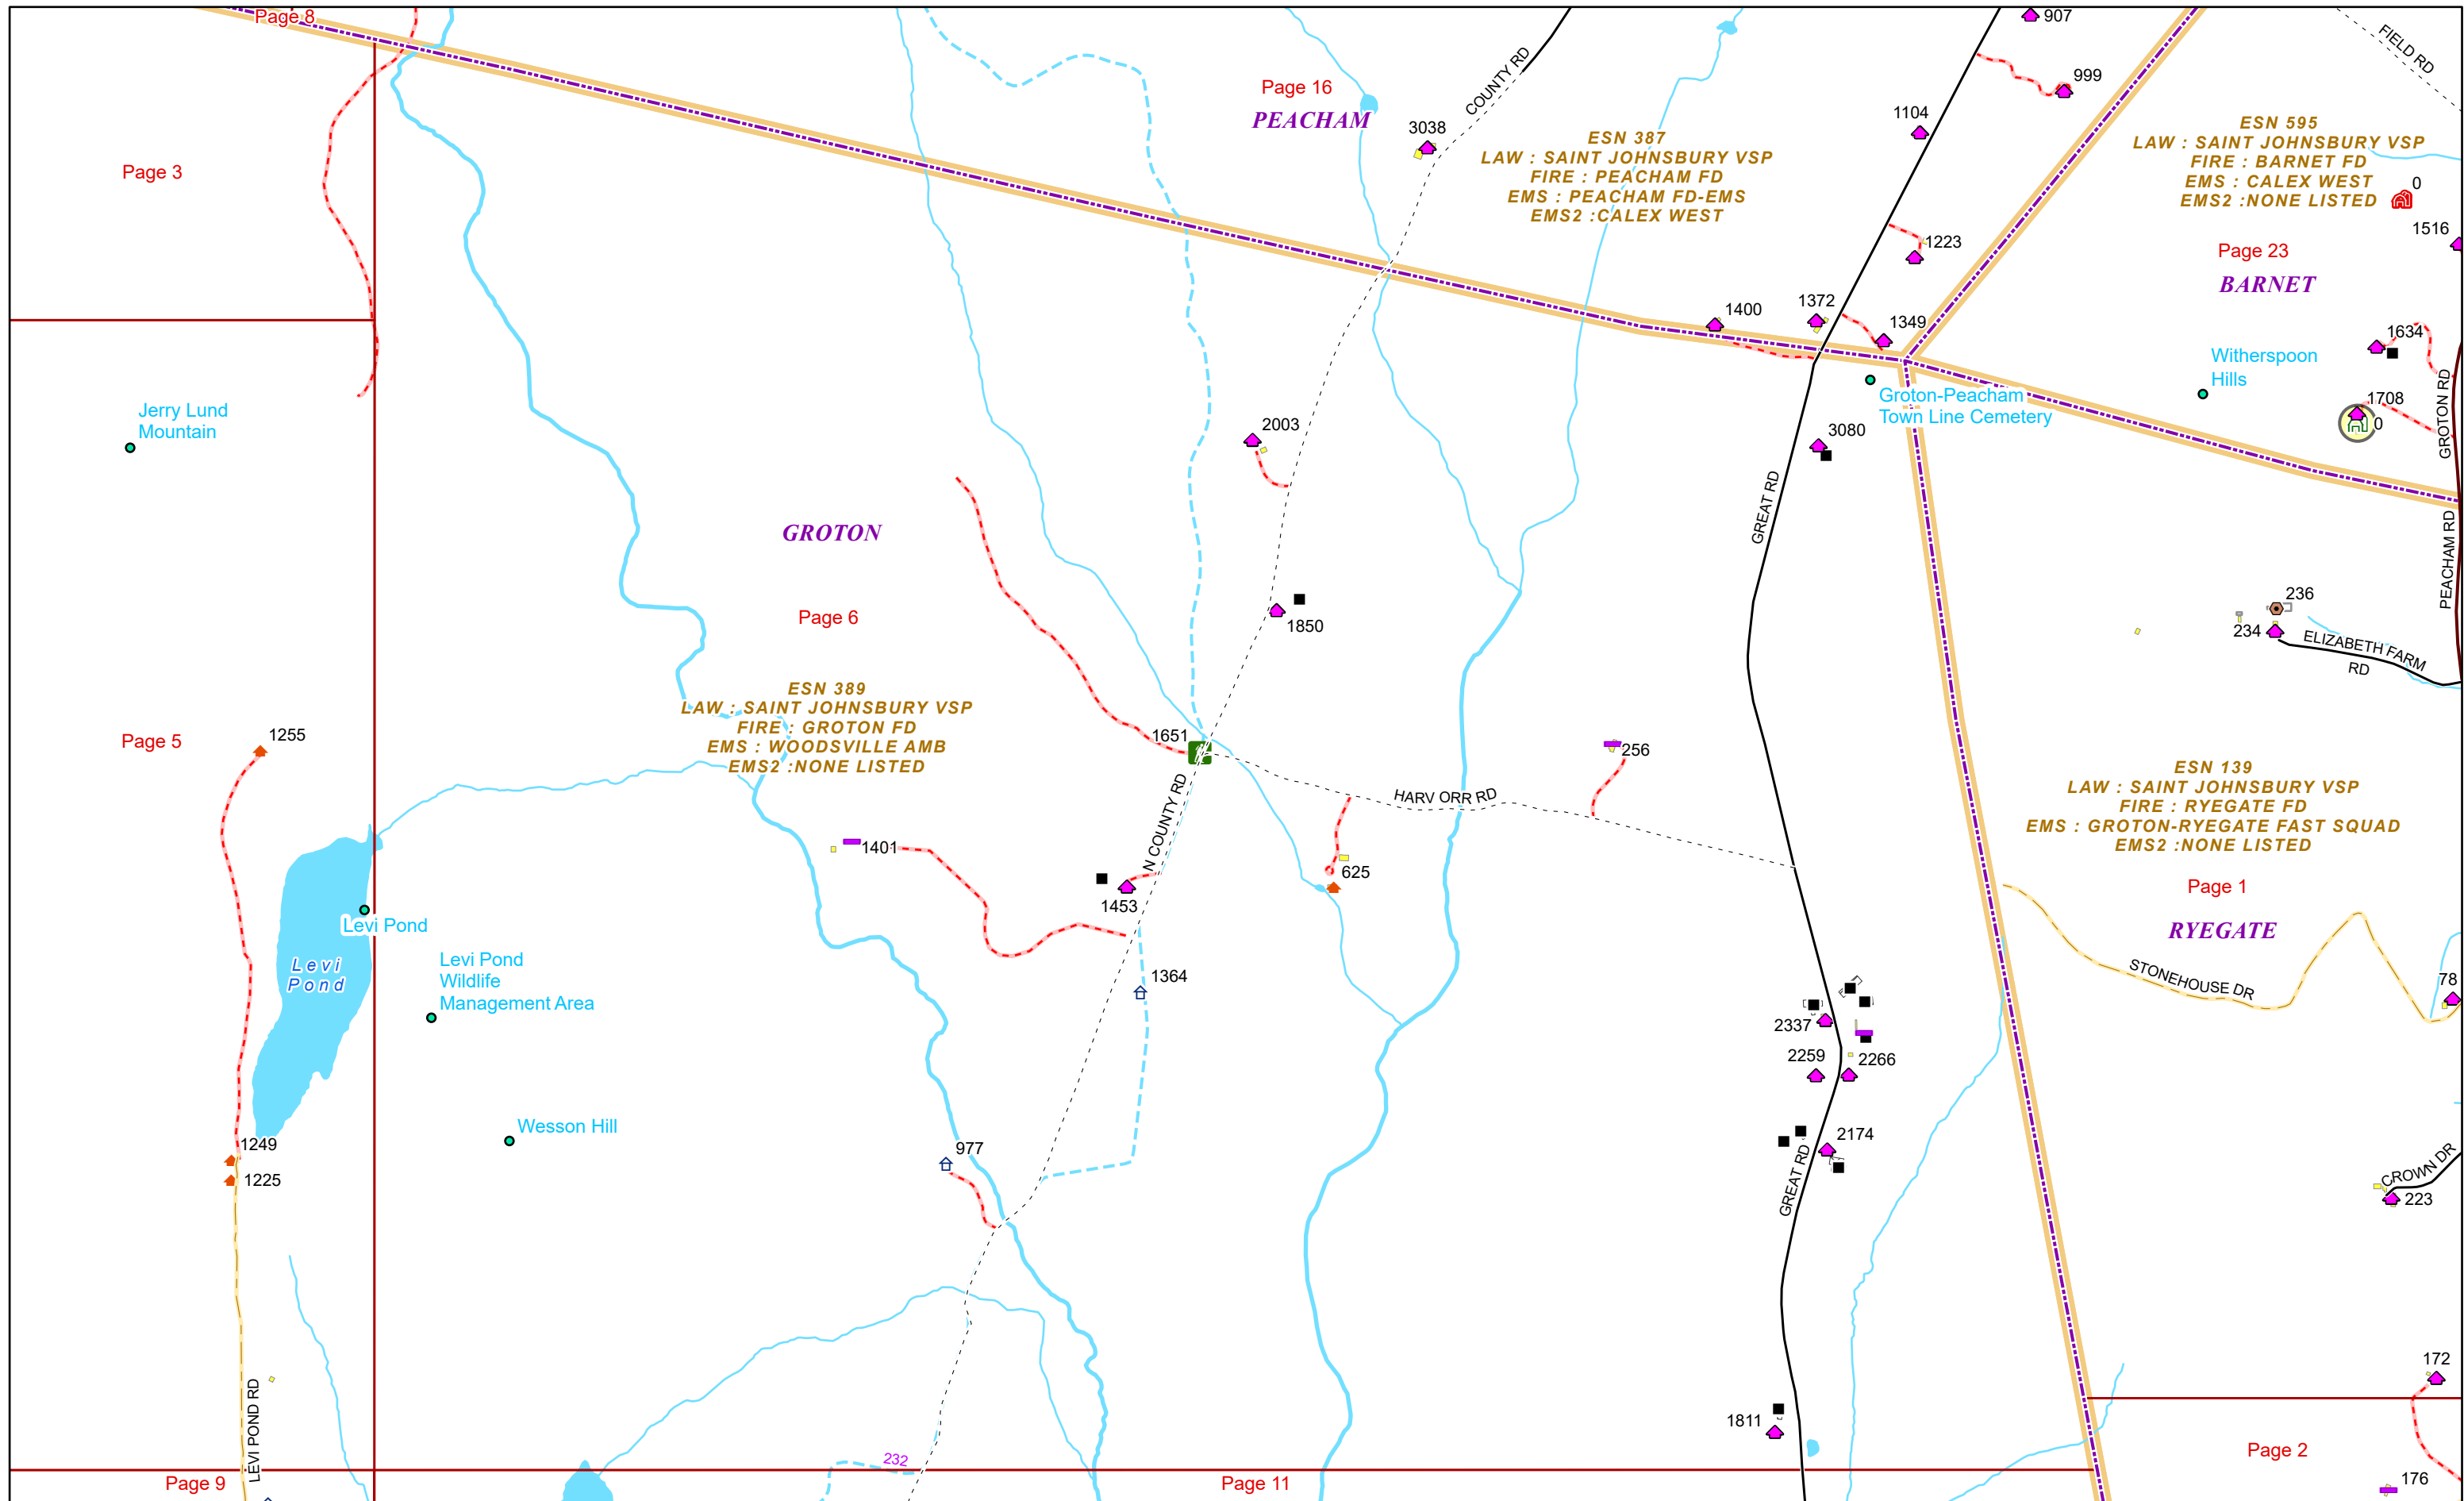 Page 8
907
FIELD RD
Page 16
PEACHAM
COUNTY RD
999
3038
1104
ESN 387
LAW : SAINT JOHNSBURY VSP
FIRE : PEACHAM FD
EMS : PEACHAM FD-EMS
EMS2 :CALEX WEST
ESN 595
LAW : SAINT JOHNSBURY VSP
FIRE : BARNET FD
EMS : CALEX WEST
EMS2 :NONE LISTED
0
Page 3
1516
1223
Page 23
BARNET
1400
1372
1349
1634
Witherspoon
Hills
Groton-Peacham
Town Line Cemetery
1708
0
GROTON RD
Jerry Lund
Mountain
2003
3080
GREAT RD
GROTON
PEACHAM RD
Page 6
1850
236
234
ELIZABETH FARM
RD
ESN 389
LAW : SAINT JOHNSBURY VSP
FIRE : GROTON FD
EMS : WOODSVILLE AMB
EMS2 :NONE LISTED
Page 5
1255
1651
256
HARV ORR RD
N COUNTY RD
ESN 139
LAW : SAINT JOHNSBURY VSP
FIRE : RYEGATE FD
EMS : GROTON-RYEGATE FAST SQUAD
EMS2 :NONE LISTED
1401
625
1453
Page 1
RYEGATE
Levi Pond
Levi
Pond
Levi Pond
Wildlife
Management Area
1364
STONEHOUSE DR
78
2337
2259
2266
Wesson Hill
1249
1225
977
2174
GREAT RD
CROWN DR
223
172
LEVI POND RD
1811
Page 2
232
Page 9
Page 11
176